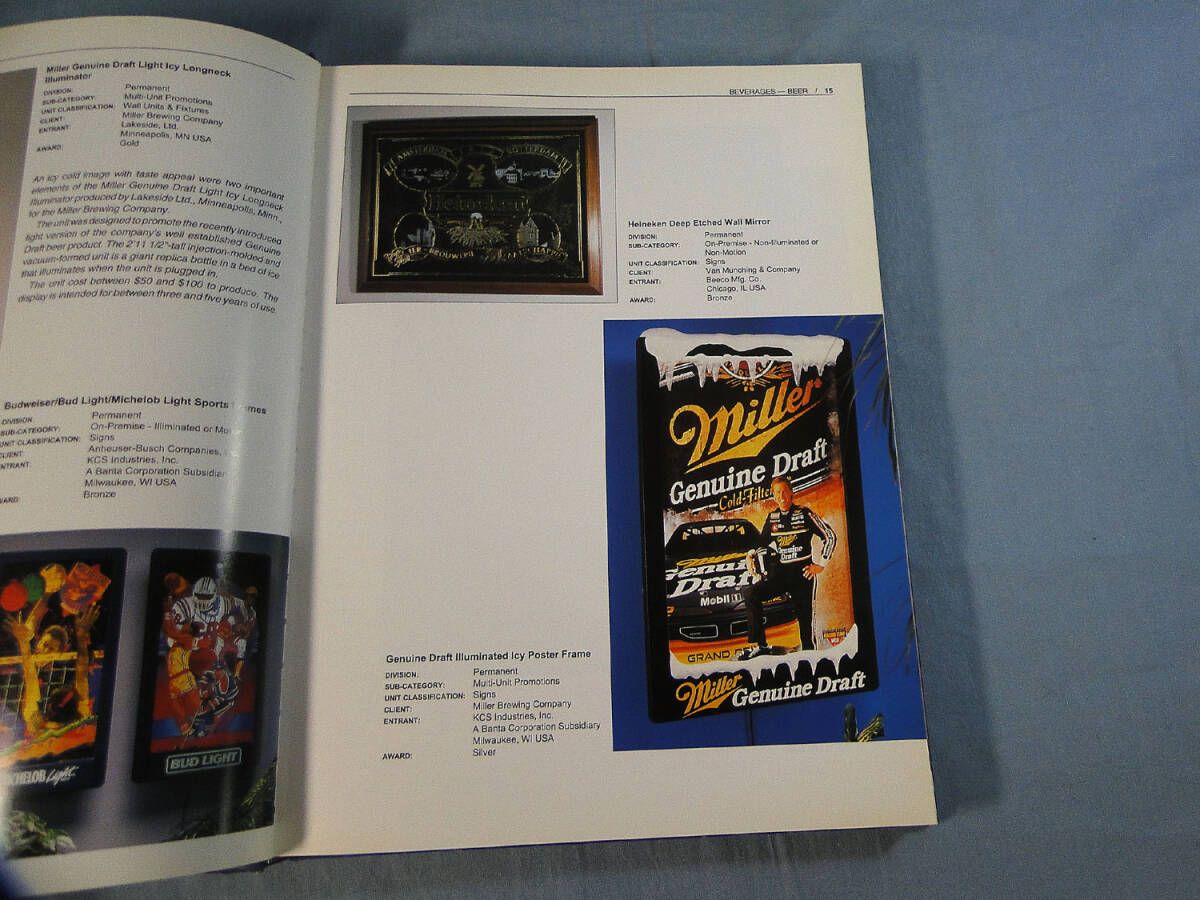 Miller Genuine Draft Light Icy Longneck
Illuminator
DIVISION: Permanent
SUB-CATEGORY: Multi-Unit Promotions
UNIT CLASSIFICATION: Wall Units & Fixtures
CLIENT: Miller Brewing Company
ENTRANT: Lakeside, Ltd.
Minneapolis, MN USA
AWARD: Gold
An icy cold image with taste appeal were two important
elements of the Miller Genuine Draft Light Icy Longneck
Illuminator produced by Lakeside Ltd., Minneapolis, Minn.,
for the Miller Brewing Company.
The unit was designed to promote the recently introduced
light version of the company's well established Genuine
Draft beer product. The 2'11 1/2"-tall injection-molded and
vacuum-formed unit is a giant replica bottle in a bed of ice
that illuminates when the unit is plugged in.
The unit cost between $50 and $100 to produce. The
display is intended for between three and five years of use.
Budweiser/Bud Light/Michelob Light Sports
DIVISION: Permanent
SUB-CATEGORY: On-Premise - Illiminated or
UNIT CLASSIFICATION: Signs
CLIENT: Anheuser-Busch Companies,
ENTRANT: KCS Industries, Inc.
A Banta Corporation
Milwaukee, WI USA
AWARD: Bronze
Light
BUD LIGHT
BEVERAGES — BEER / 15
AMSTERDAM ROTTERDAM
Heineken
Heineken Deep Etched Wall Mirror
DIVISION: Permanent
SUB-CATEGORY: On-Premise - Non-Illuminated or
Non-Motion
UNIT CLASSIFICATION: Signs
CLIENT: Van Munching & Company
ENTRANT: Beeco Mfg. Co.
Chicago, IL USA
AWARD: Bronze
Miller
Genuine Draft
Cold-Filte
Miller
Genuine
Draft
Genuine
Draft
Mobil 1
GRAND
Miller Genuine Draft
Genuine Draft Illuminated Icy Poster Frame
DIVISION: Permanent
SUB-CATEGORY: Multi-Unit Promotions
UNIT CLASSIFICATION: Signs
CLIENT: Miller Brewing Company
ENTRANT: KCS Industries, Inc.
A Banta Corporation Subsidiary
Milwaukee, WI USA
AWARD: Silver